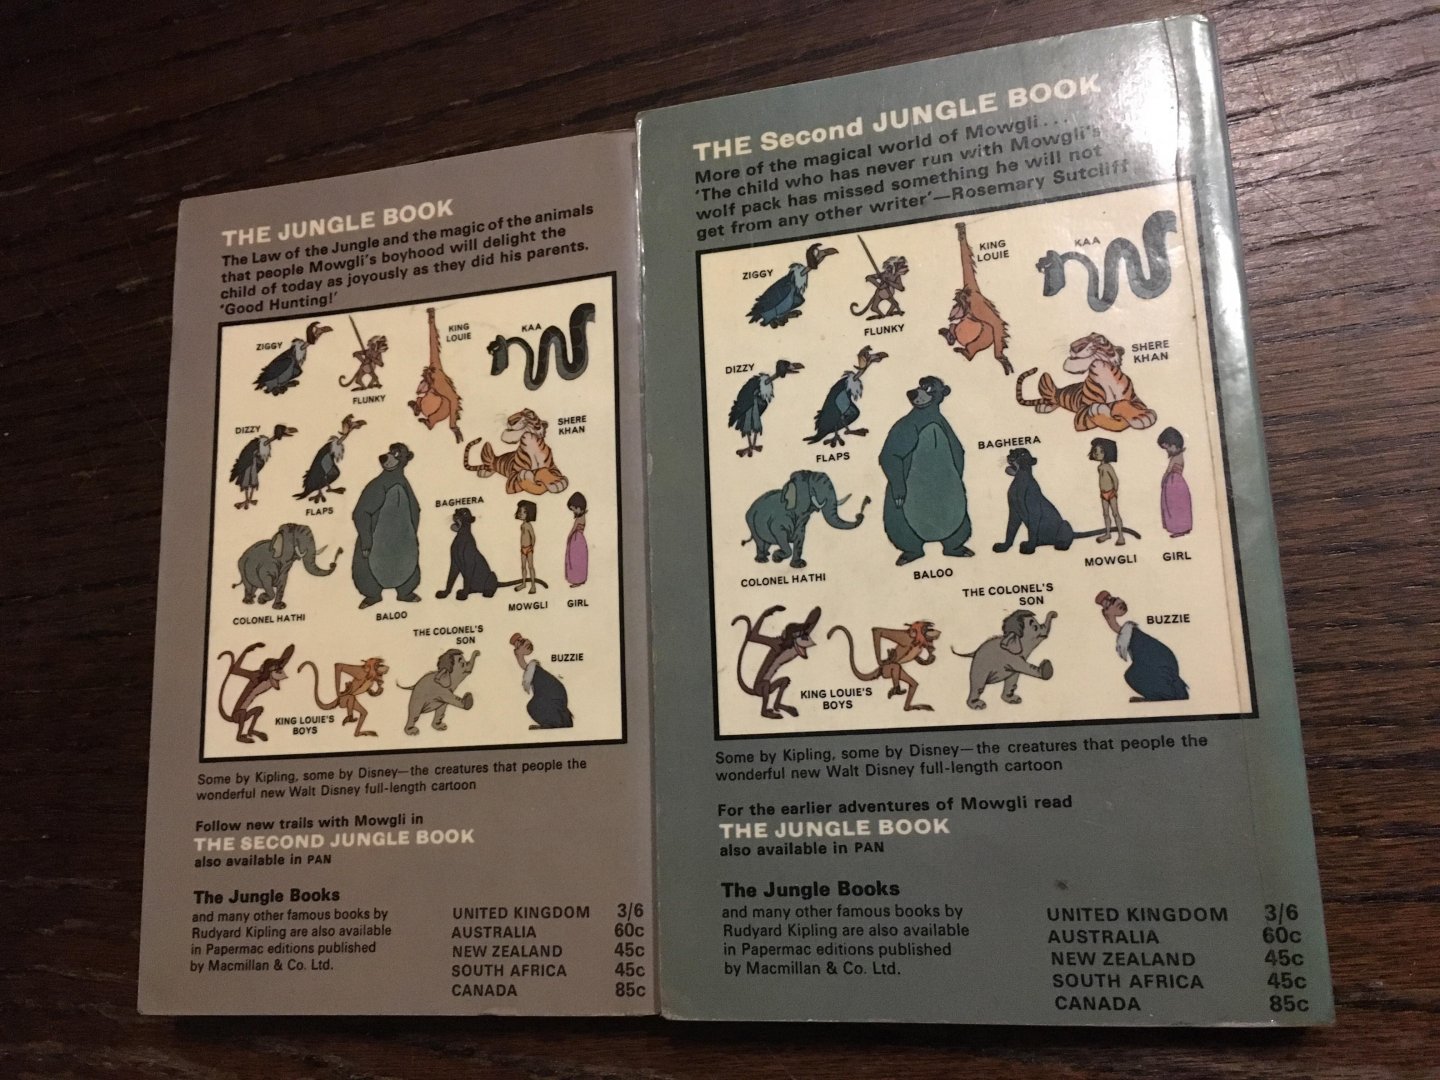 THE JUNGLE BOOK
The Law of the Jungle and the magic of the animals
that people Mowgli's boyhood will delight the
child of today as joyously as they did his parents.
'Good Hunting!'
ZIGGY
FLUNKY
KING
LOUIE
KAA
DIZZY
FLAPS
SHERE
KHAN
BAGHEERA
COLONEL HATHI
BALOO
MOWGLI
GIRL
THE COLONEL'S
SON
BUZZIE
KING LOUIE'S
BOYS
Some by Kipling, some by Disney—the creatures that people the
wonderful new Walt Disney full-length cartoon
Follow new trails with Mowgli in
THE SECOND JUNGLE BOOK
also available in PAN
The Jungle Books
and many other famous books by
Rudyard Kipling are also available
in Papermac editions published
by Macmillan & Co. Ltd.
UNITED KINGDOM 3/6
AUSTRALIA 60c
NEW ZEALAND 45c
SOUTH AFRICA 45c
CANADA 85c
THE Second JUNGLE BOOK
More of the magical world of Mowgli...
'The child who has never run with Mowgli's
wolf pack has missed something he will not
get from any other writer'—Rosemary Sutcliff
ZIGGY
FLUNKY
KING
LOUIE
KAA
DIZZY
FLAPS
SHERE
KHAN
BAGHEERA
COLONEL HATHI
BALOO
MOWGLI
GIRL
THE COLONEL'S
SON
BUZZIE
KING LOUIE'S
BOYS
Some by Kipling, some by Disney—the creatures that people the
wonderful new Walt Disney full-length cartoon
For the earlier adventures of Mowgli read
THE JUNGLE BOOK
also available in PAN
The Jungle Books
and many other famous books by
Rudyard Kipling are also available
in Papermac editions published
by Macmillan & Co. Ltd.
UNITED KINGDOM 3/6
AUSTRALIA 60c
NEW ZEALAND 45c
SOUTH AFRICA 45c
CANADA 85c